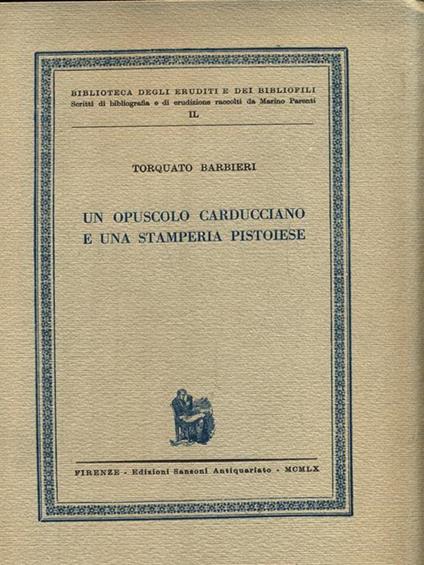 BIBLIOTECA DEGLI ERUDITI E DEI BIBLIOFILI
Scritti di bibliografia e di erudizione raccolti da Marino Parenti
IL
TORQUATO BARBIERI
UN OPUSCOLO CARDUCCIANO
E UNA STAMPERIA PISTOIESE
FIRENZE - Edizioni Sansoni Antiquariato - MCMLX